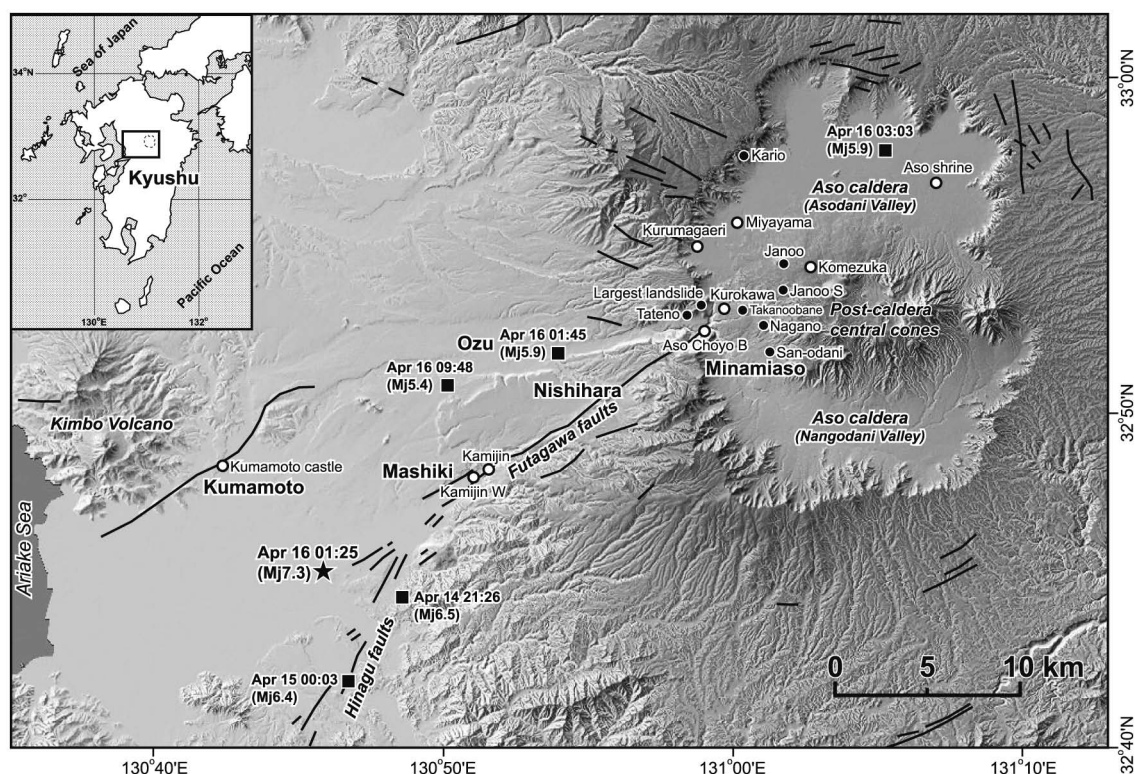 Sea of Japan
34°N
32°
Kyushu
Pacific Ocean
130°E
132°
33°00'N
Apr 16 03:03
(Mj5.9)
Kario
Aso shrine
Aso caldera
(Asodani Valley)
Miyayama
Kurumagaeri
Janoo
Komezuka
Largest landslide
Kurokawa
Janoo S
Tateno
Takanoobane
Post-caldera
central cones
Nagano
Aso Choyo B
San-odani
Minamiaso
Ozu
Apr 16 01:45
(Mj5.9)
Apr 16 09:48
(Mj5.4)
Nishihara
Kimbo Volcano
Aso caldera
(Nangodani Valley)
32°50'N
Futagawa faults
Kumamoto castle
Kumamoto
Mashiki
Kamijin
Kamijin W
Ariake Sea
Apr 16 01:25
(Mj7.3)
Apr 14 21:26
(Mj6.5)
Hinagu faults
Apr 15 00:03
(Mj6.4)
0 5 10 km
32°40'N
130°40'E
130°50'E
131°00'E
131°10'E